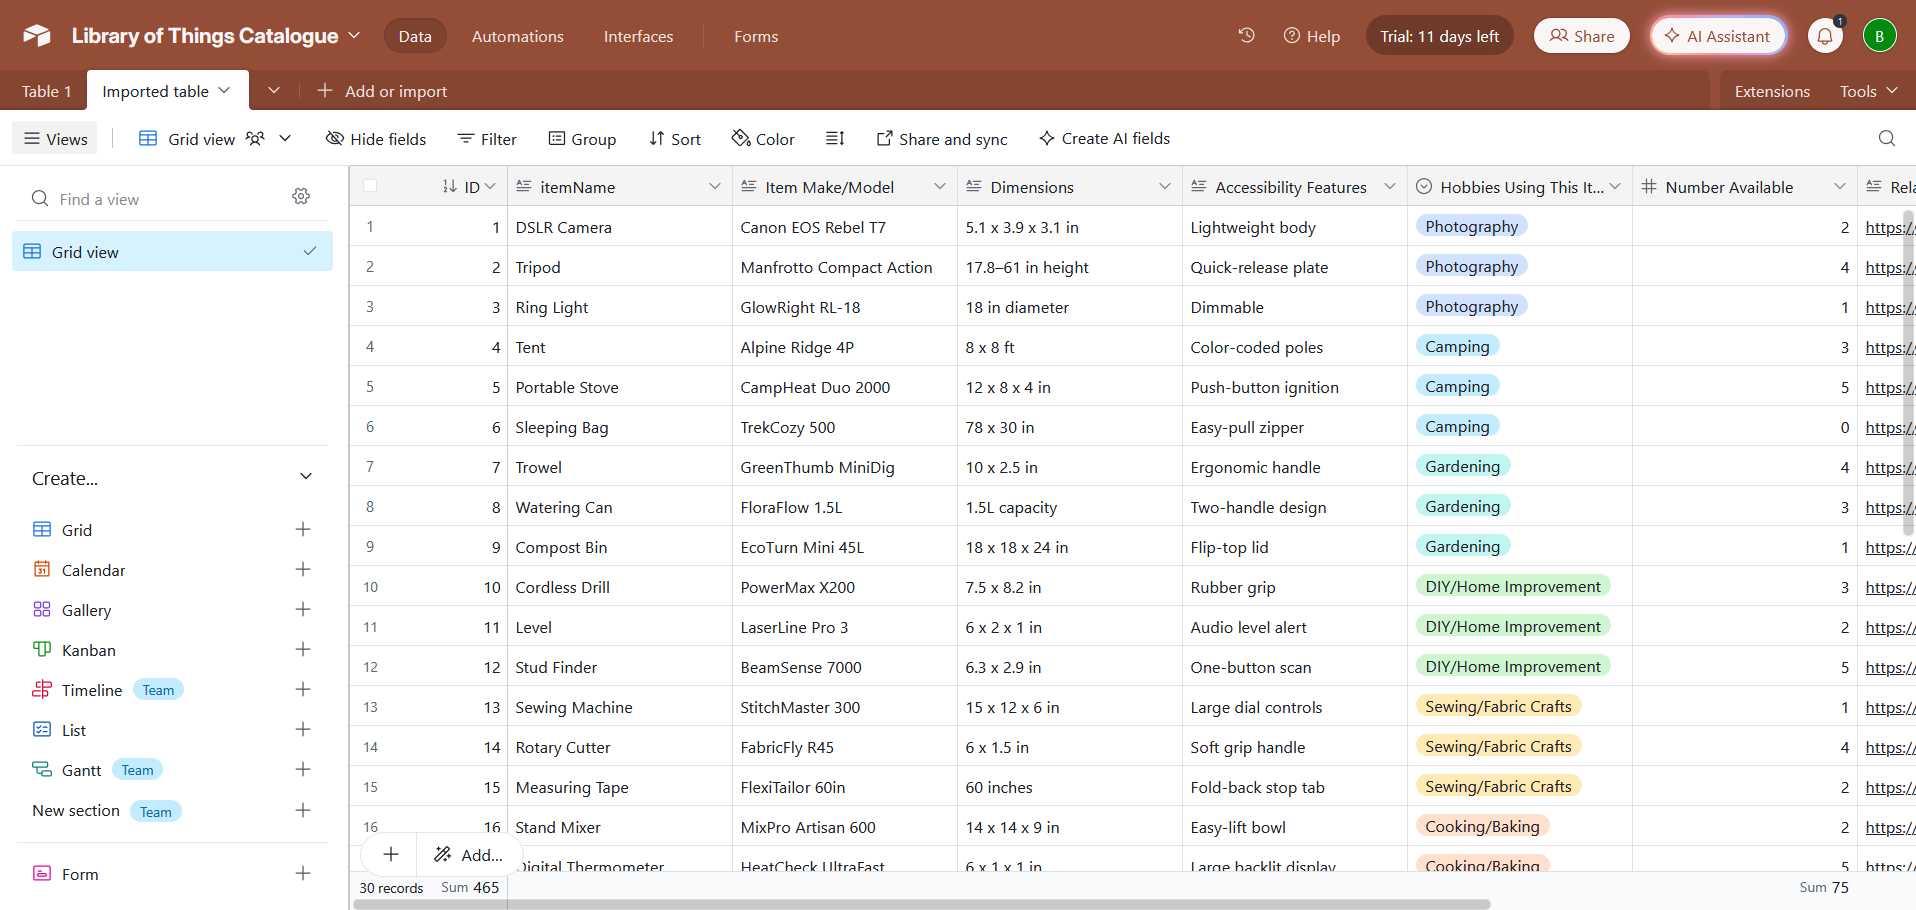 Library of Things Catalogue Data Automations Interfaces Forms Help Trial: 11 days left Share AI Assistant 1 B
Table 1 Imported table Add or import Extensions Tools
Views Grid view Hide fields Filter Group Sort Color Share and sync Create AI fields
Find a view
Grid view
Create...
Grid
Calendar
31
Gallery
Kanban
Timeline Team
List
Gantt Team
New section Team
Form
ID itemName Item Make/Model Dimensions Accessibility Features Hobbies Using This It... Number Available Rela
1 1 DSLR Camera Canon EOS Rebel T7 5.1 x 3.9 x 3.1 in Lightweight body Photography 2 https:/
2 2 Tripod Manfrotto Compact Action 17.8–61 in height Quick-release plate Photography 4 https:/
3 3 Ring Light GlowRight RL-18 18 in diameter Dimmable Photography 1 https:/
4 4 Tent Alpine Ridge 4P 8 x 8 ft Color-coded poles Camping 3 https:/
5 5 Portable Stove CampHeat Duo 2000 12 x 8 x 4 in Push-button ignition Camping 5 https:/
6 6 Sleeping Bag TrekCozy 500 78 x 30 in Easy-pull zipper Camping 0 https:/
7 7 Trowel GreenThumb MiniDig 10 x 2.5 in Ergonomic handle Gardening 4 https:/
8 8 Watering Can FloraFlow 1.5L 1.5L capacity Two-handle design Gardening 3 https:/
9 9 Compost Bin EcoTurn Mini 45L 18 x 18 x 24 in Flip-top lid Gardening 1 https://
10 10 Cordless Drill PowerMax X200 7.5 x 8.2 in Rubber grip DIY/Home Improvement 3 https://
11 11 Level LaserLine Pro 3 6 x 2 x 1 in Audio level alert DIY/Home Improvement 2 https://
12 12 Stud Finder BeamSense 7000 6.3 x 2.9 in One-button scan DIY/Home Improvement 5 https://
13 13 Sewing Machine StitchMaster 300 15 x 12 x 6 in Large dial controls Sewing/Fabric Crafts 1 https://
14 14 Rotary Cutter FabricFly R45 6 x 1.5 in Soft grip handle Sewing/Fabric Crafts 4 https://
15 15 Measuring Tape FlexiTailor 60in 60 inches Fold-back stop tab Sewing/Fabric Crafts 2 https://
16 16 Stand Mixer MixPro Artisan 600 14 x 14 x 9 in Easy-lift bowl Cooking/Baking 2 https://
Digital Thermometer HeatCheck UltraFast 6 x 1 x 1 in Large backlit display Cooking/Baking 5 https://
Add...
30 records Sum 465 Sum 75